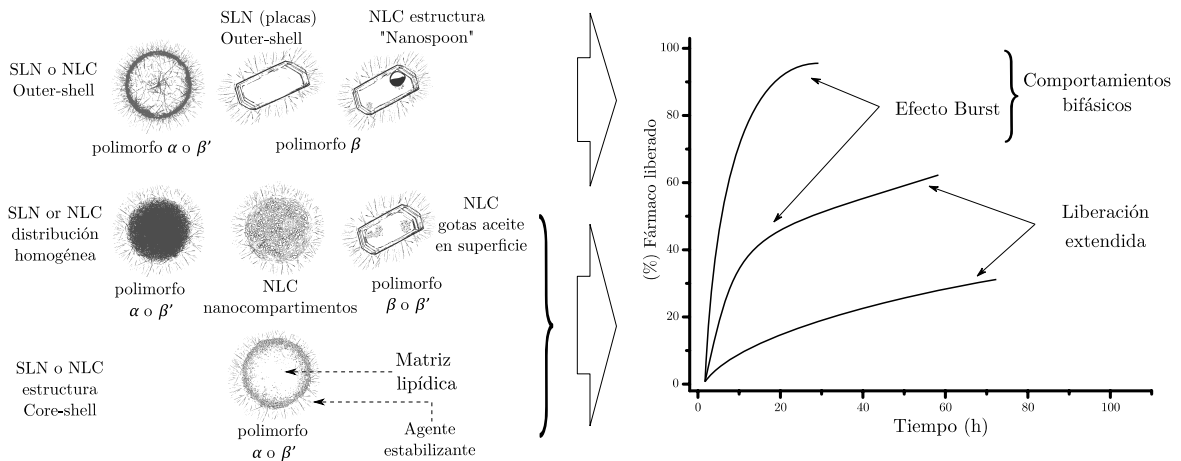 SLN o NLC
Outer-shell
SLN (placas)
Outer-shell
NLC estructura
"Nanospoon"
polimorfo α o β'
polimorfo β
SLN or NLC
distribución
homogénea
NLC
gotas aceite
en superficie
polimorfo
α o β'
NLC
nanocompartimentos
polimorfo
β o β'
SLN o NLC
estructura
Core-shell
Matriz
lipídica
Agente
estabilizante
polimorfo
α o β'
(%) Fármaco liberado
100
80
60
40
20
0
0 20 40 60 80 100
Tiempo (h)
Efecto Burst
Comportamientos
bifásicos
Liberación
extendida